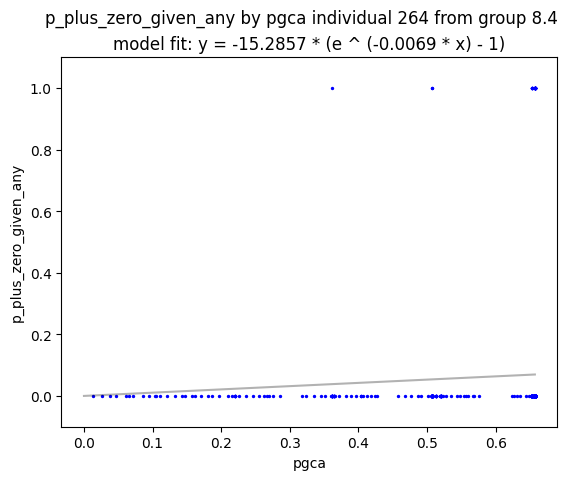 p_plus_zero_given_any by pgca individual 264 from group 8.4
model fit: y = -15.2857 * (e ^ (-0.0069 * x) - 1)
1.0
0.8
0.6
0.4
0.2
0.0
p_plus_zero_given_any
0.0 0.1 0.2 0.3 0.4 0.5 0.6
pgca